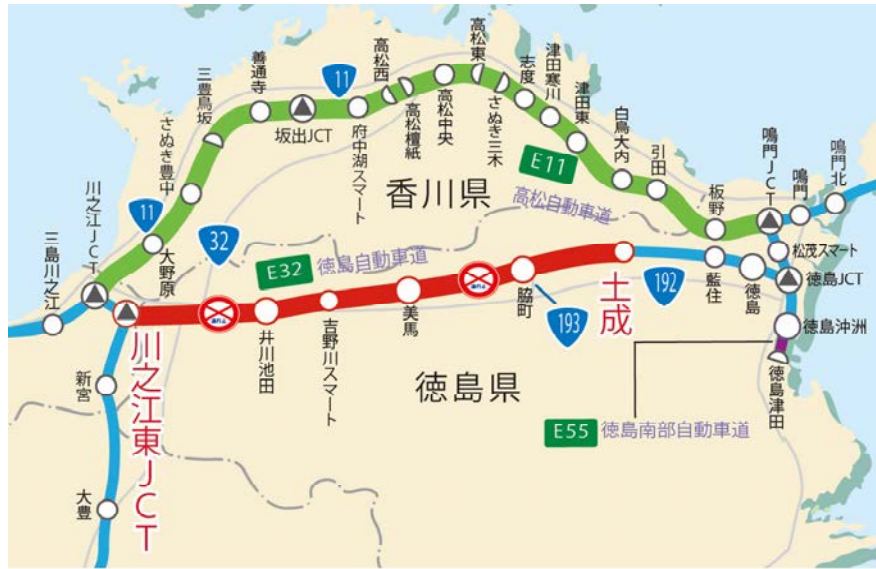 善通寺
三豊鳥坂
さぬき豊中
大野原
川之江JCT
三島川之江
11
坂出JCT
11
府中湖スマート
高松西
高松檀紙
高松中央
高松東
さぬき三木
志度
津田寒川
津田東
白鳥大内
引田
板野
鳴門JCT
鳴門
鳴門北
松茂スマート
徳島JCT
徳島
藍住
徳島沖洲
徳島津田
E11
高松自動車道
香川県
32
E32
徳島自動車道
川之江東JCT
井川池田
吉野川スマート
美馬
脇町
193
土成
192
新宮
大豊
徳島県
E55
徳島南部自動車道